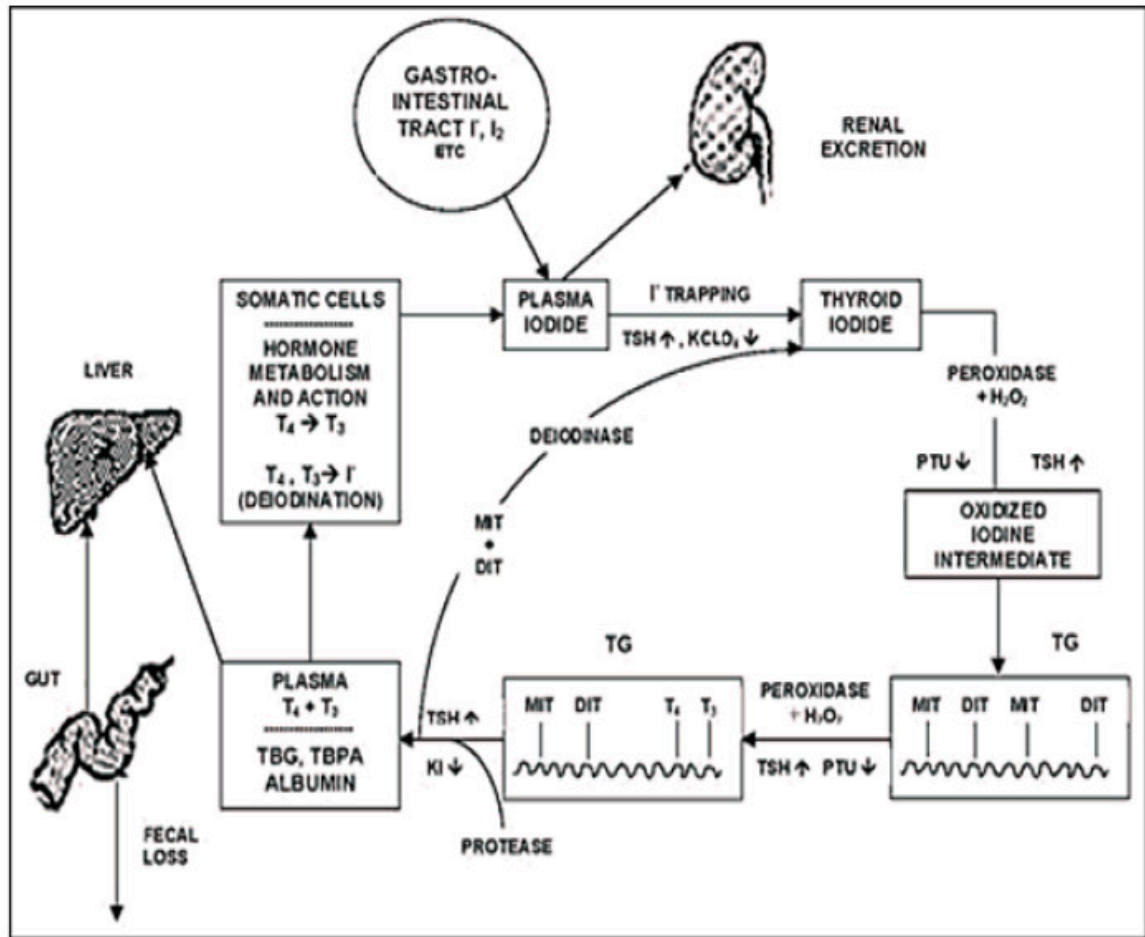 GASTRO-
INTESTINAL
TRACT I⁻, I₂
ETC
RENAL
EXCRETION
SOMATIC CELLS
HORMONE
METABOLISM
AND ACTION
T₄ → T₃
T₄ , T₃→ I⁻
(DEIODINATION)
PLASMA
IODIDE
I⁻ TRAPPING
TSH ↑ , KCLO₄ ↓
THYROID
IODIDE
LIVER
PEROXIDASE
+ H₂O₂
DEIODINASE
PTU ↓ TSH ↑
MIT
+
DIT
OXIDIZED
IODINE
INTERMEDIATE
TG
TG
GUT
PLASMA
T₄ + T₃
TBG, TBPA
ALBUMIN
TSH ↑
KI ↓
MIT DIT T₄ T₃
PEROXIDASE
+ H₂O₂
TSH ↑ PTU ↓
MIT DIT MIT DIT
PROTEASE
FECAL
LOSS